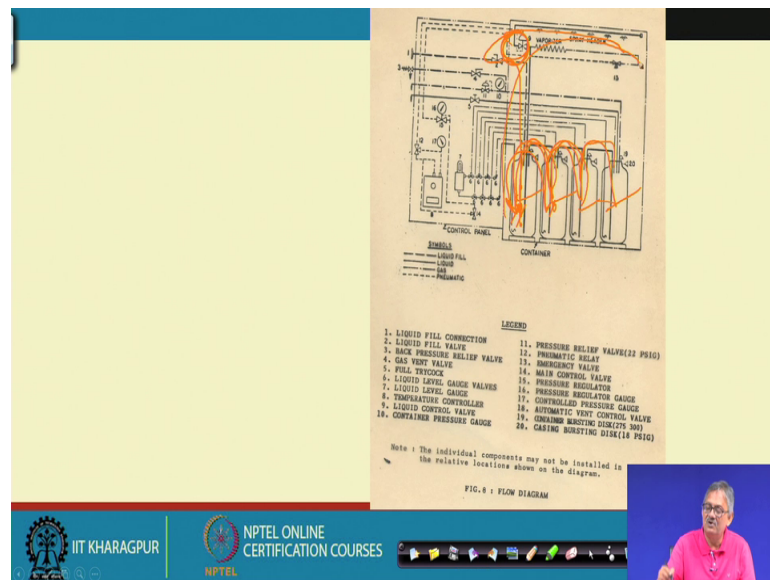 VAPORIZER SPRAY HEADER
CONTROL PANEL
CONTAINER
SYMBOLS
LIQUID FILL
LIQUID
GAS
PNEUMATIC
LEGEND
1. LIQUID FILL CONNECTION
2. LIQUID FILL VALVE
3. BACK PRESSURE RELIEF VALVE
4. GAS VENT VALVE
5. FULL TRYCOCK
6. LIQUID LEVEL GAUGE VALVES
7. LIQUID LEVEL GAUGE
8. TEMPERATURE CONTROLLER
9. LIQUID CONTROL VALVE
10. CONTAINER PRESSURE GAUGE
11. PRESSURE RELIEF VALVE(22 PSIG)
12. PNEUMATIC RELAY
13. EMERGENCY VALVE
14. MAIN CONTROL VALVE
15. PRESSURE REGULATOR
16. PRESSURE REGULATOR GAUGE
17. CONTROLLED PRESSURE GAUGE
18. AUTOMATIC VENT CONTROL VALVE
19. CONTAINER BURSTING DISK(275 300)
20. CASING BURSTING DISK(18 PSIG)
Note : The individual components may not be installed in
the relative locations shown on the diagram.
FIG.8 : FLOW DIAGRAM
IIT KHARAGPUR
NPTEL
NPTEL ONLINE
CERTIFICATION COURSES